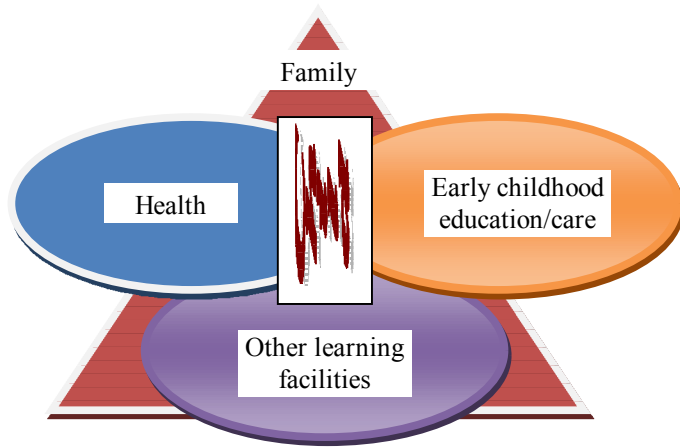 Family
Health
Early childhood
education/care
Other learning
facilities